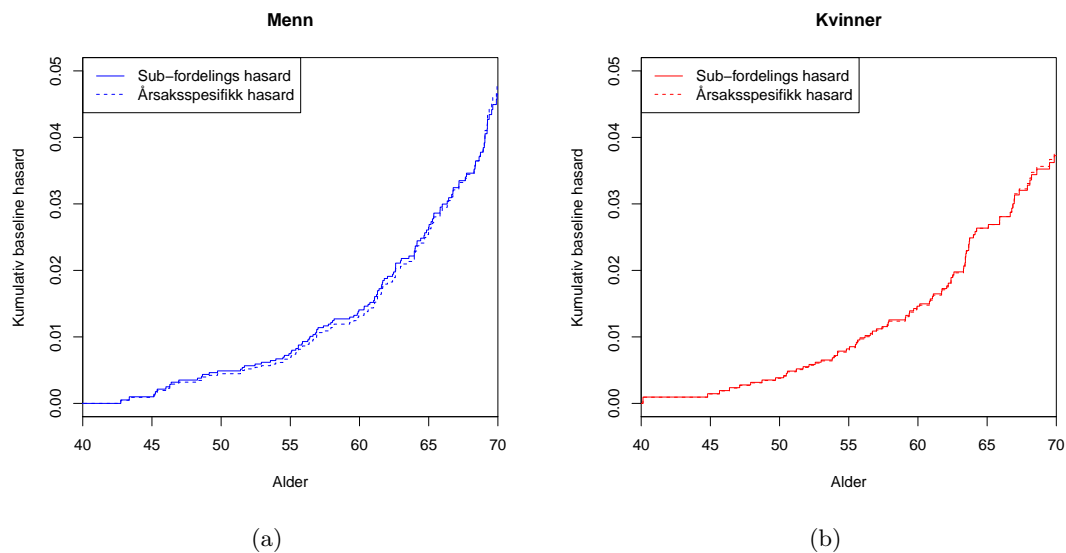 Menn
Sub−fordelings hasard
Årsaksspesifikk hasard
Kumulativ baseline hasard
0.05
0.04
0.03
0.02
0.01
0.00
40 45 50 55 60 65 70
Alder
(a)
Kvinner
Sub−fordelings hasard
Årsaksspesifikk hasard
Kumulativ baseline hasard
0.05
0.04
0.03
0.02
0.01
0.00
40 45 50 55 60 65 70
Alder
(b)